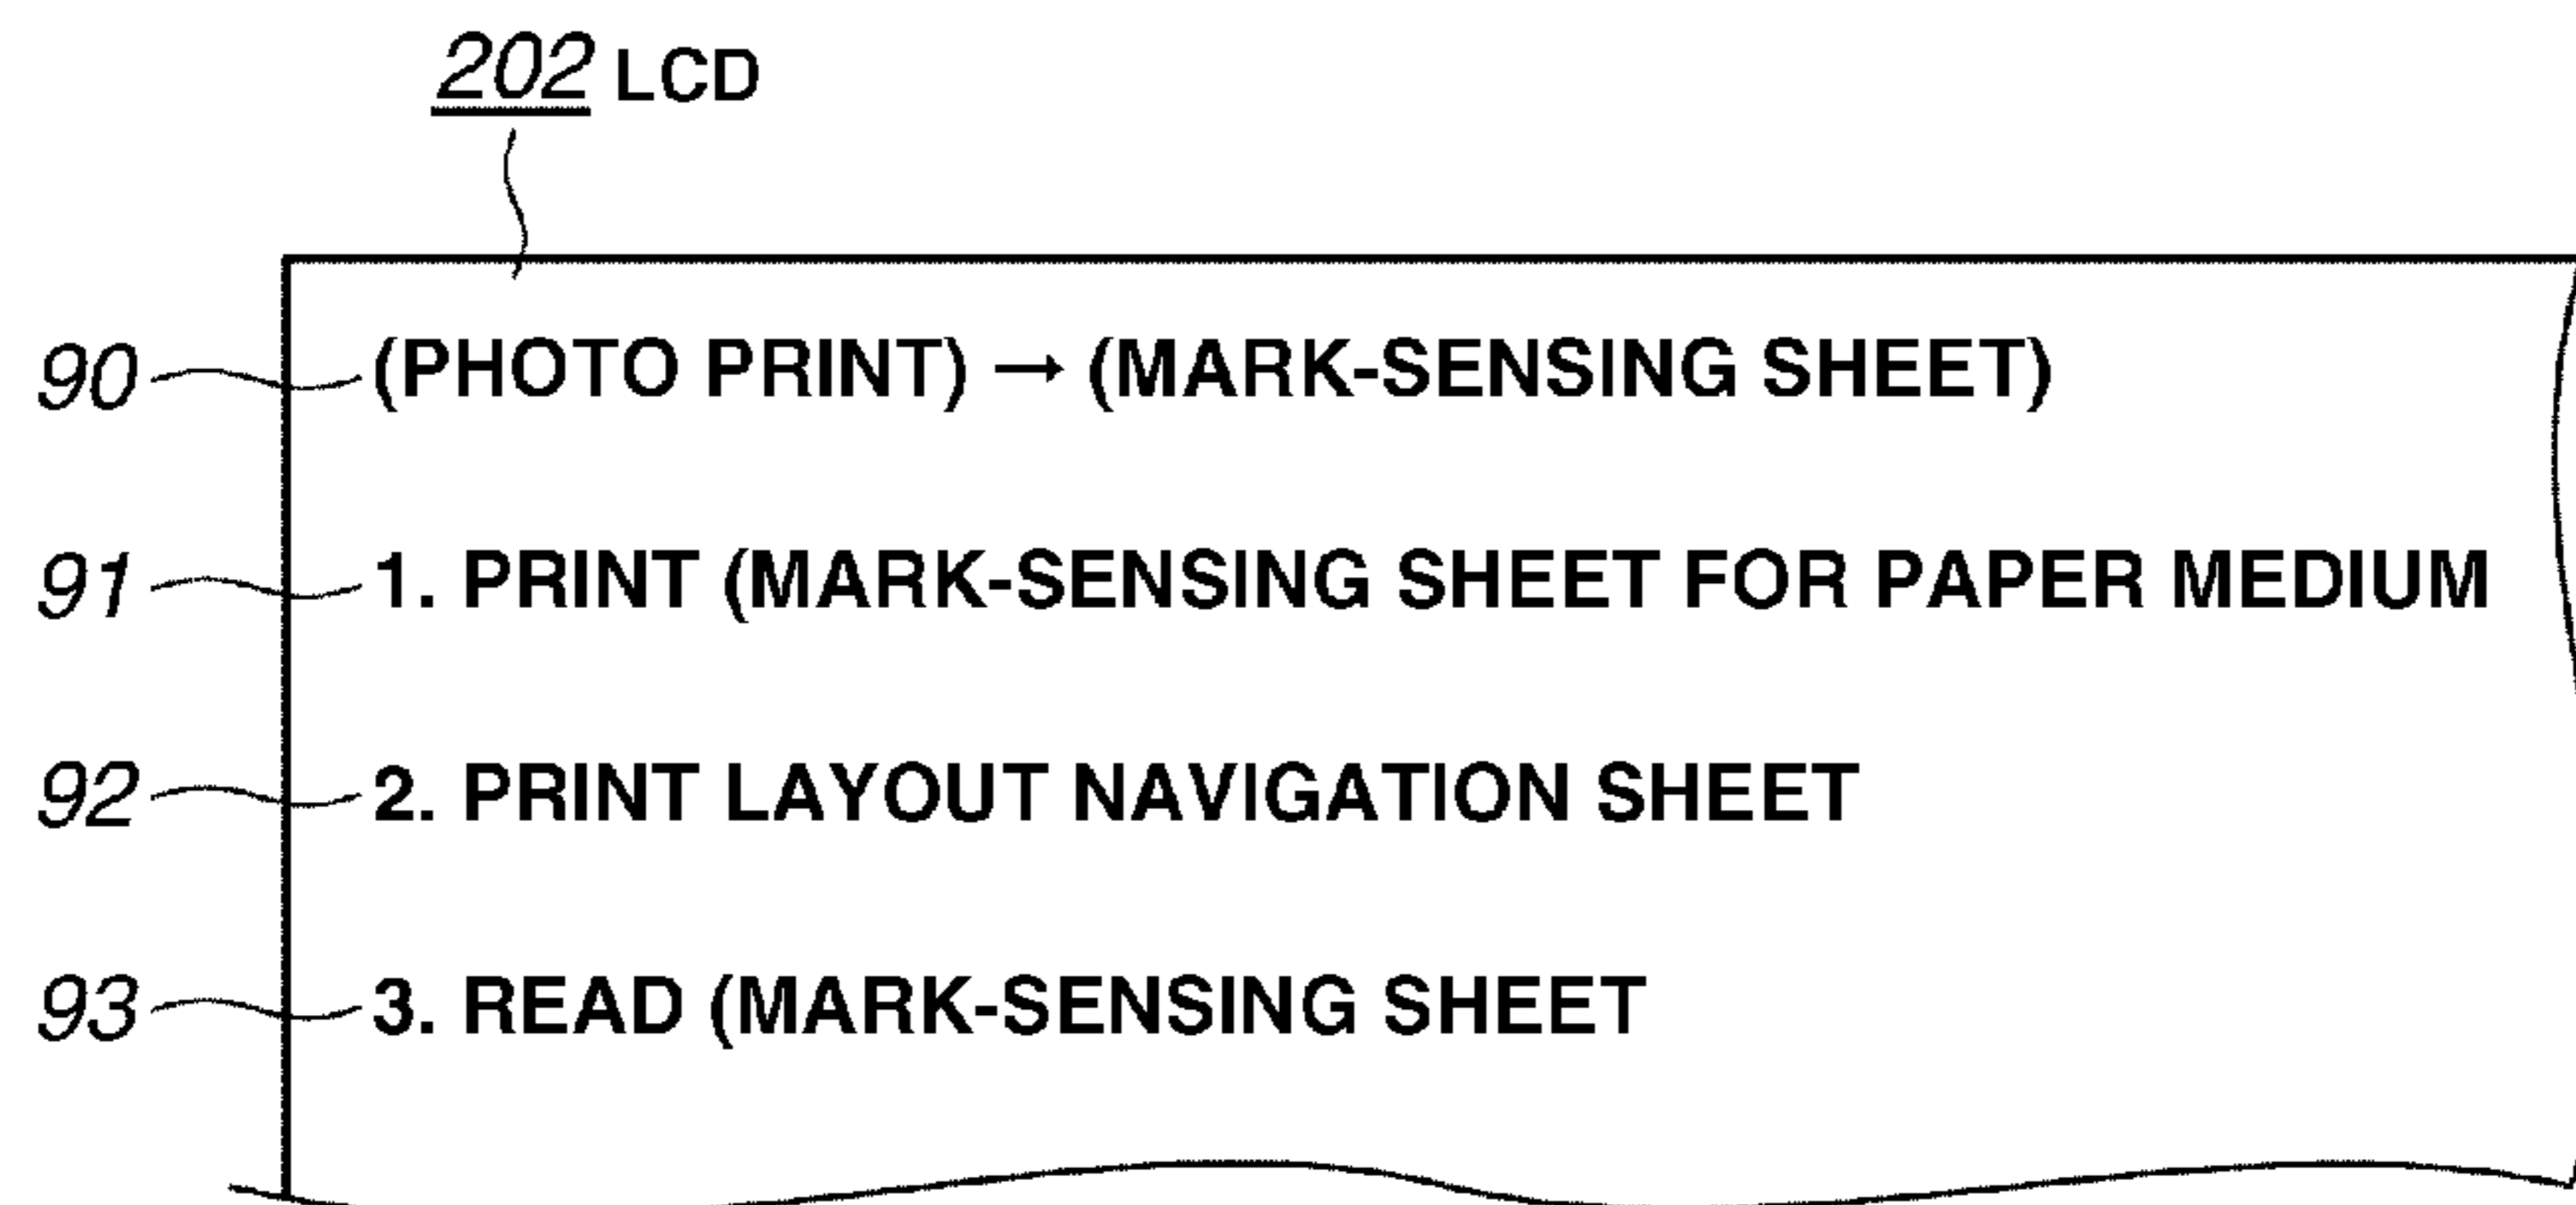 202 LCD
90 (PHOTO PRINT) → (MARK-SENSING SHEET)
91 1. PRINT (MARK-SENSING SHEET FOR PAPER MEDIUM
92 2. PRINT LAYOUT NAVIGATION SHEET
93 3. READ (MARK-SENSING SHEET